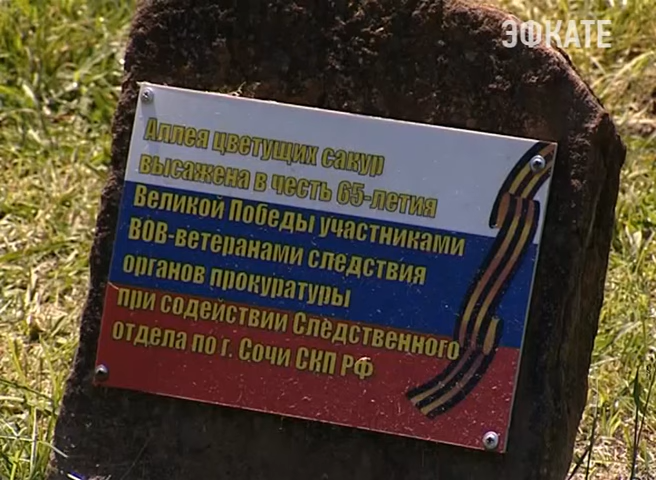 ЭФКАТЕ
Аллея цветущих сакур
высажена в честь 65-летия
Великой Победы участниками
ВОВ-ветеранами следствия
органов прокуратуры
при содействии Следственного
отдела по г. Сочи СКП РФ